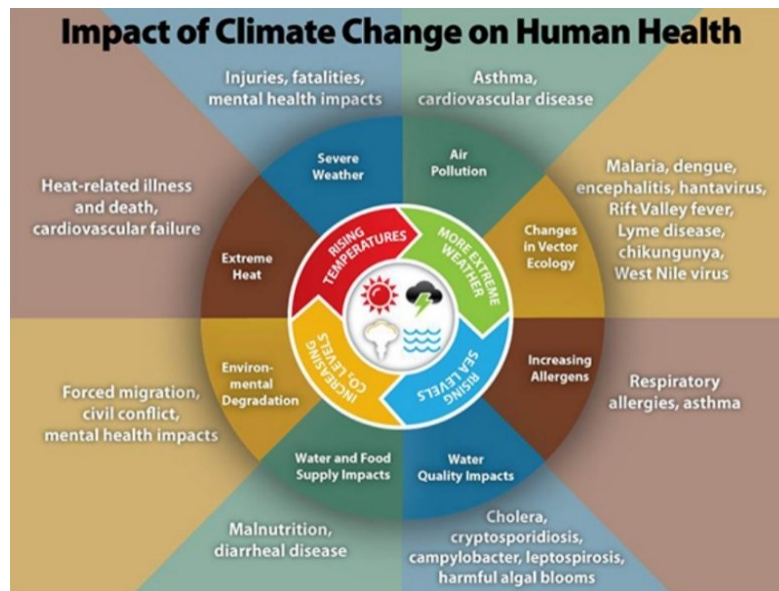 Impact of Climate Change on Human Health
Injuries, fatalities,
mental health impacts
Asthma,
cardiovascular disease
Severe
Weather
Air
Pollution
Heat-related illness
and death,
cardiovascular failure
Malaria, dengue,
encephalitis, hantavirus,
Rift Valley fever,
Lyme disease,
chikungunya,
West Nile virus
Extreme
Heat
RISING
TEMPERATURES
MORE EXTREME
WEATHER
Changes
in Vector
Ecology
Environ-
mental
Degradation
INCREASING
CO₂ LEVELS
RISING
SEA LEVELS
Increasing
Allergens
Forced migration,
civil conflict,
mental health impacts
Respiratory
allergies, asthma
Water and Food
Supply Impacts
Water
Quality Impacts
Malnutrition,
diarrheal disease
Cholera,
cryptosporidiosis,
campylobacter, leptospirosis,
harmful algal blooms